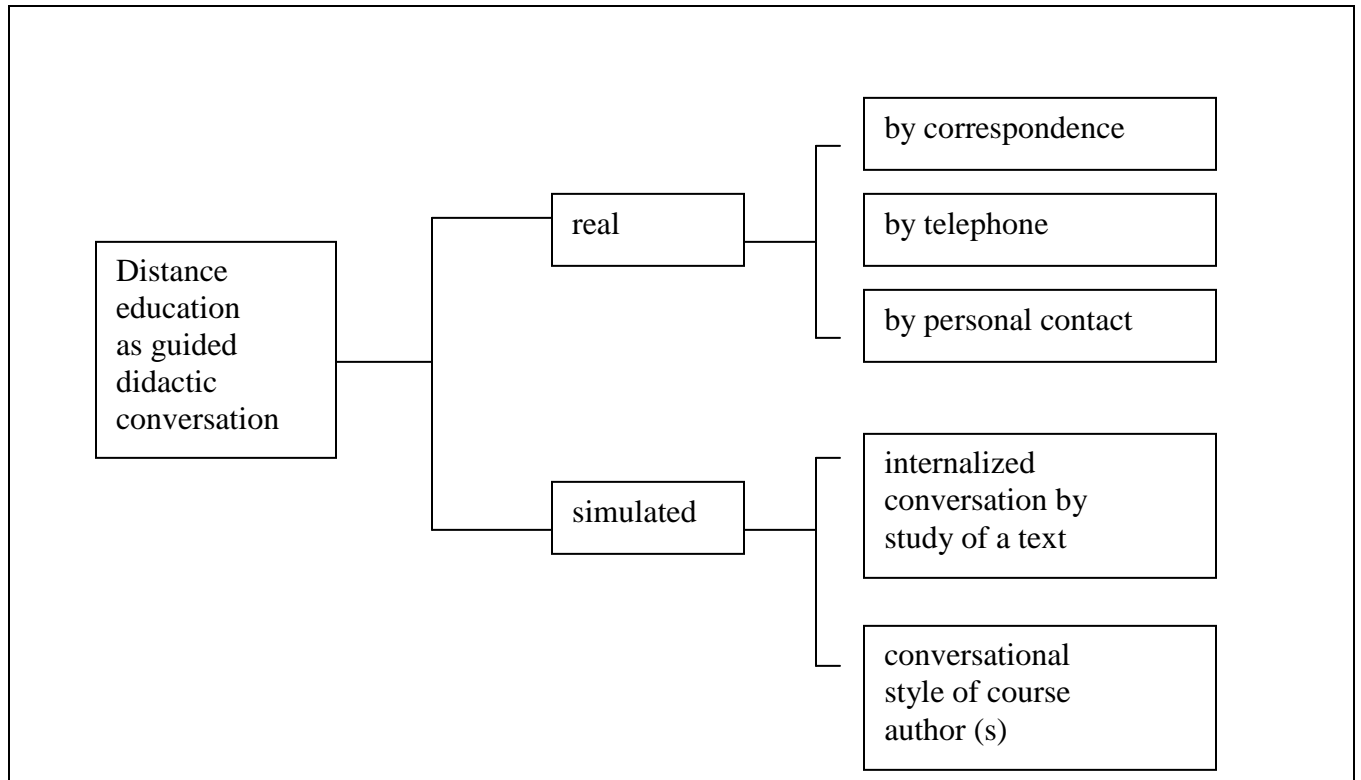 Distance
education
as guided
didactic
conversation
real
by correspondence
by telephone
by personal contact
simulated
internalized
conversation by
study of a text
conversational
style of course
author (s)